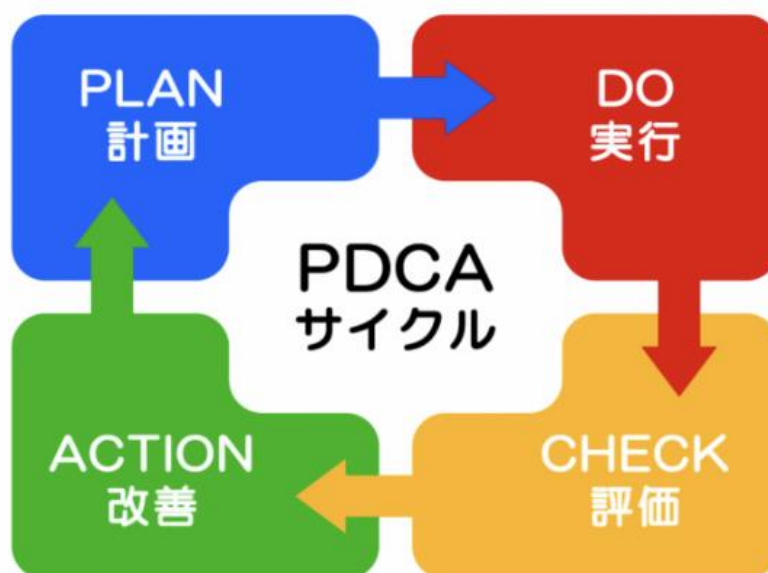 PLAN
計画
DO
実行
PDCA
サイクル
ACTION
改善
CHECK
評価